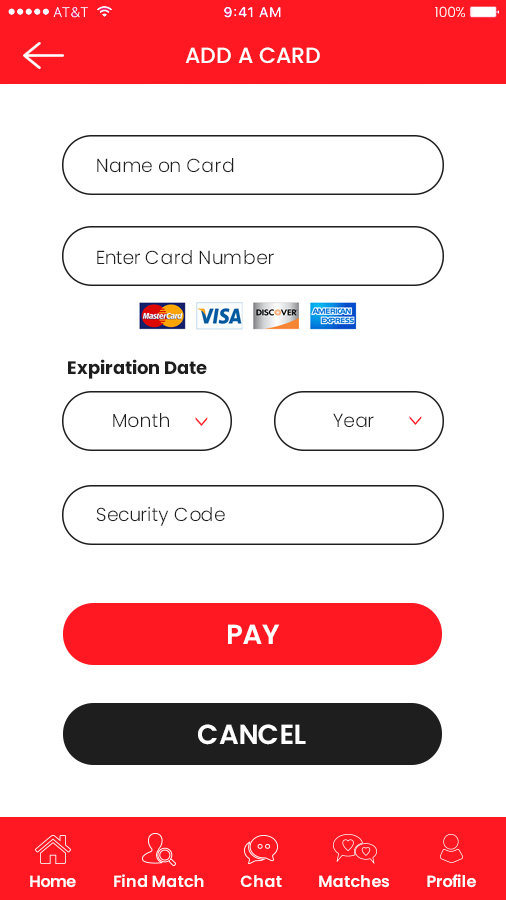 AT&T 9:41 AM 100%
ADD A CARD
Name on Card
Enter Card Number
MasterCard VISA DISCOVER AMERICAN EXPRESS
Expiration Date
Month Year
Security Code
PAY
CANCEL
Home Find Match Chat Matches Profile